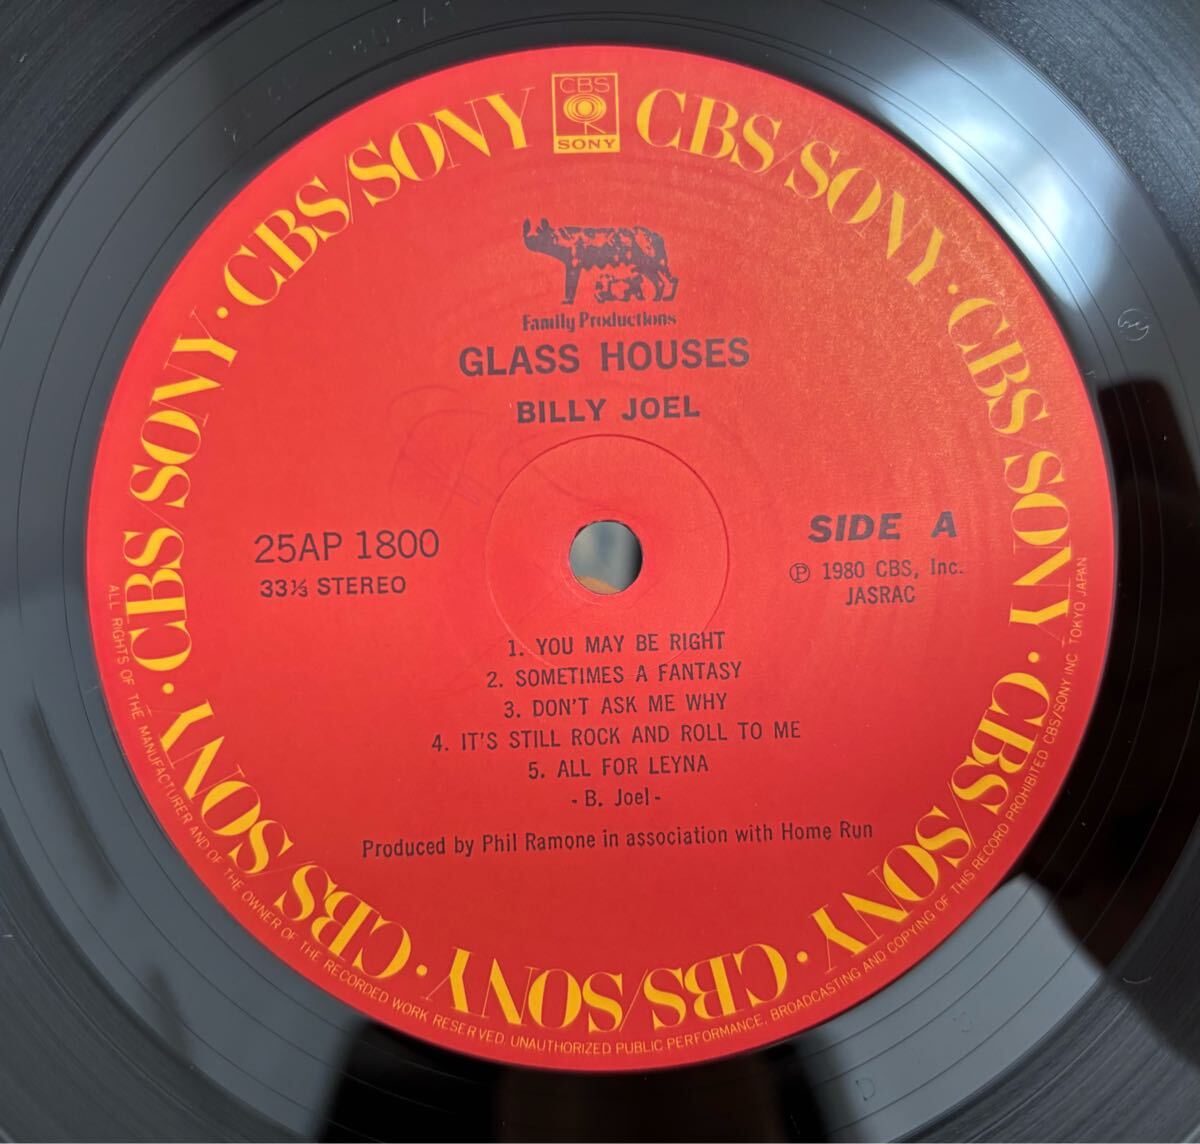 CBS
SONY
CBS/SONY · CBS/SONY · CBS/SONY · CBS/SONY · CBS/SONY · CBS/SONY · CBS/SONY · CBS/SONY
Family Productions
GLASS HOUSES
BILLY JOEL
25AP 1800
33⅓ STEREO
SIDE A
Ⓟ 1980 CBS, Inc.
JASRAC
1. YOU MAY BE RIGHT
2. SOMETIMES A FANTASY
3. DON'T ASK ME WHY
4. IT'S STILL ROCK AND ROLL TO ME
5. ALL FOR LEYNA
- B. Joel -
Produced by Phil Ramone in association with Home Run
ALL RIGHTS OF THE MANUFACTURER AND OF THE OWNER OF THE RECORDED WORK RESERVED. UNAUTHORIZED PUBLIC PERFORMANCE, BROADCASTING AND COPYING OF THIS RECORD PROHIBITED CBS/SONY INC TOKYO JAPAN